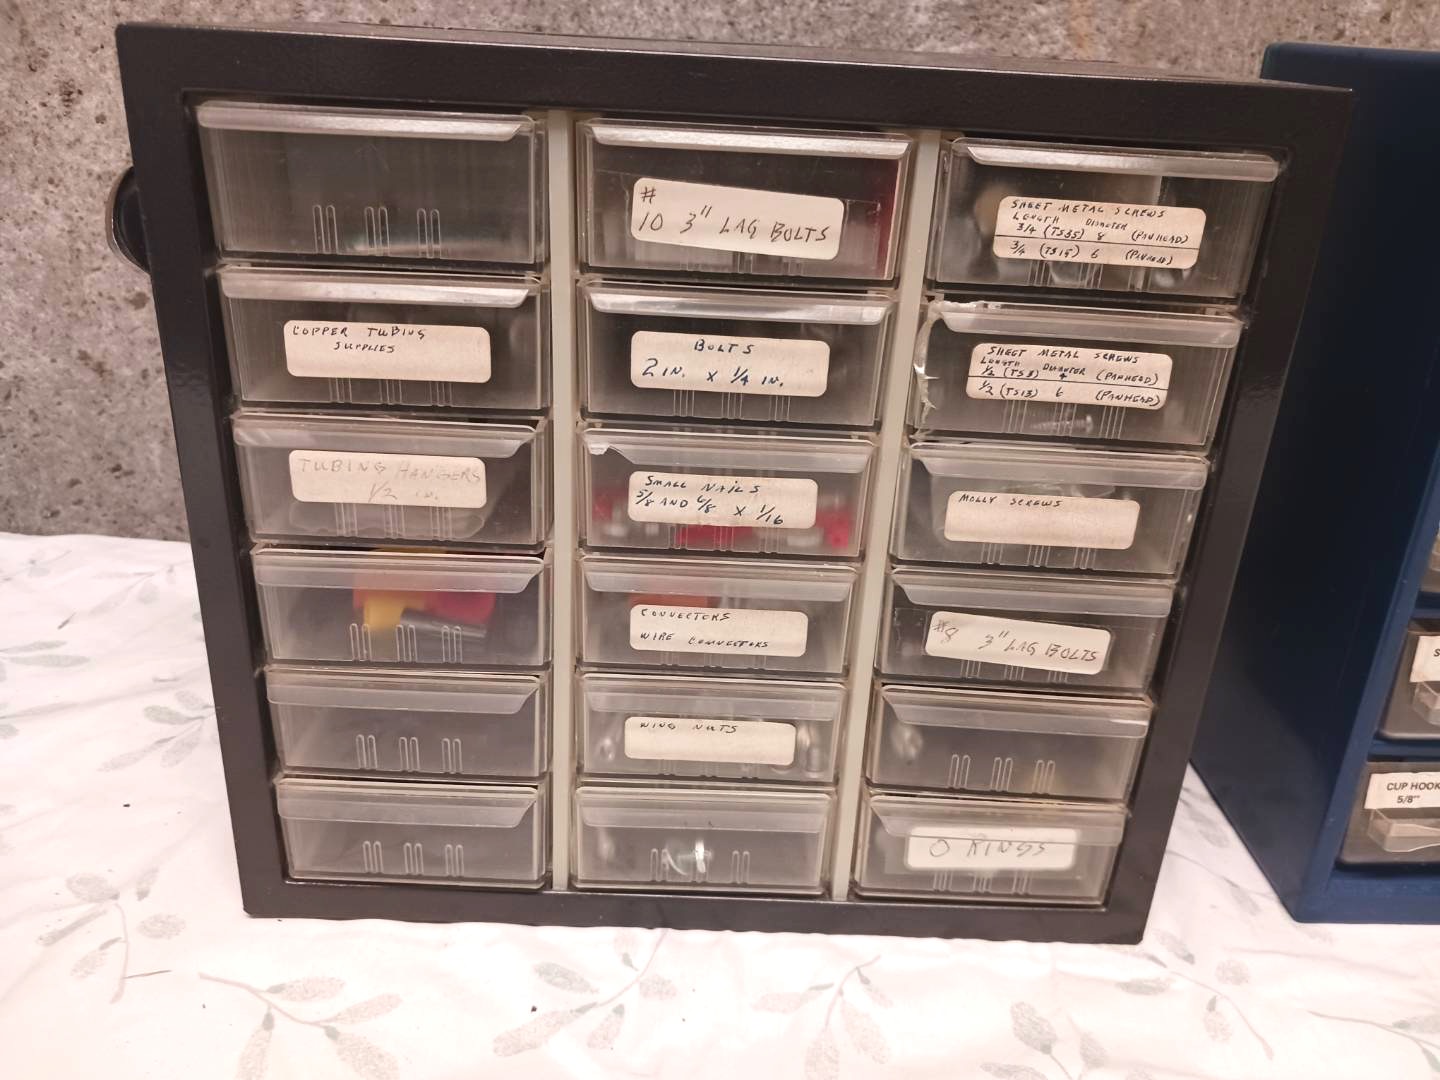 #
10 3" LAG BOLTS
SHEET METAL SCREWS
LENGTH DIAMETER
3/4 (TS35) 8 (PANHEAD)
3/4 (TS15) 6 (PANHEAD)
COPPER TUBING
SUPPLIES
BOLTS
2 IN. x 1/4 IN.
SHEET METAL SCREWS
LENGTH DIAMETER
1/2 (TS3) 4 (PANHEAD)
1/2 (TS13) 6 (PANHEAD)
TUBING HANGERS
1/2 IN.
SMALL NAILS
5/8 AND 6/8 X 1/16
MOLLY SCREWS
CONNECTORS
WIRE CONNECTORS
#8 3" LAG BOLTS
WING NUTS
O RINGS
CUP HOOK
5/8"